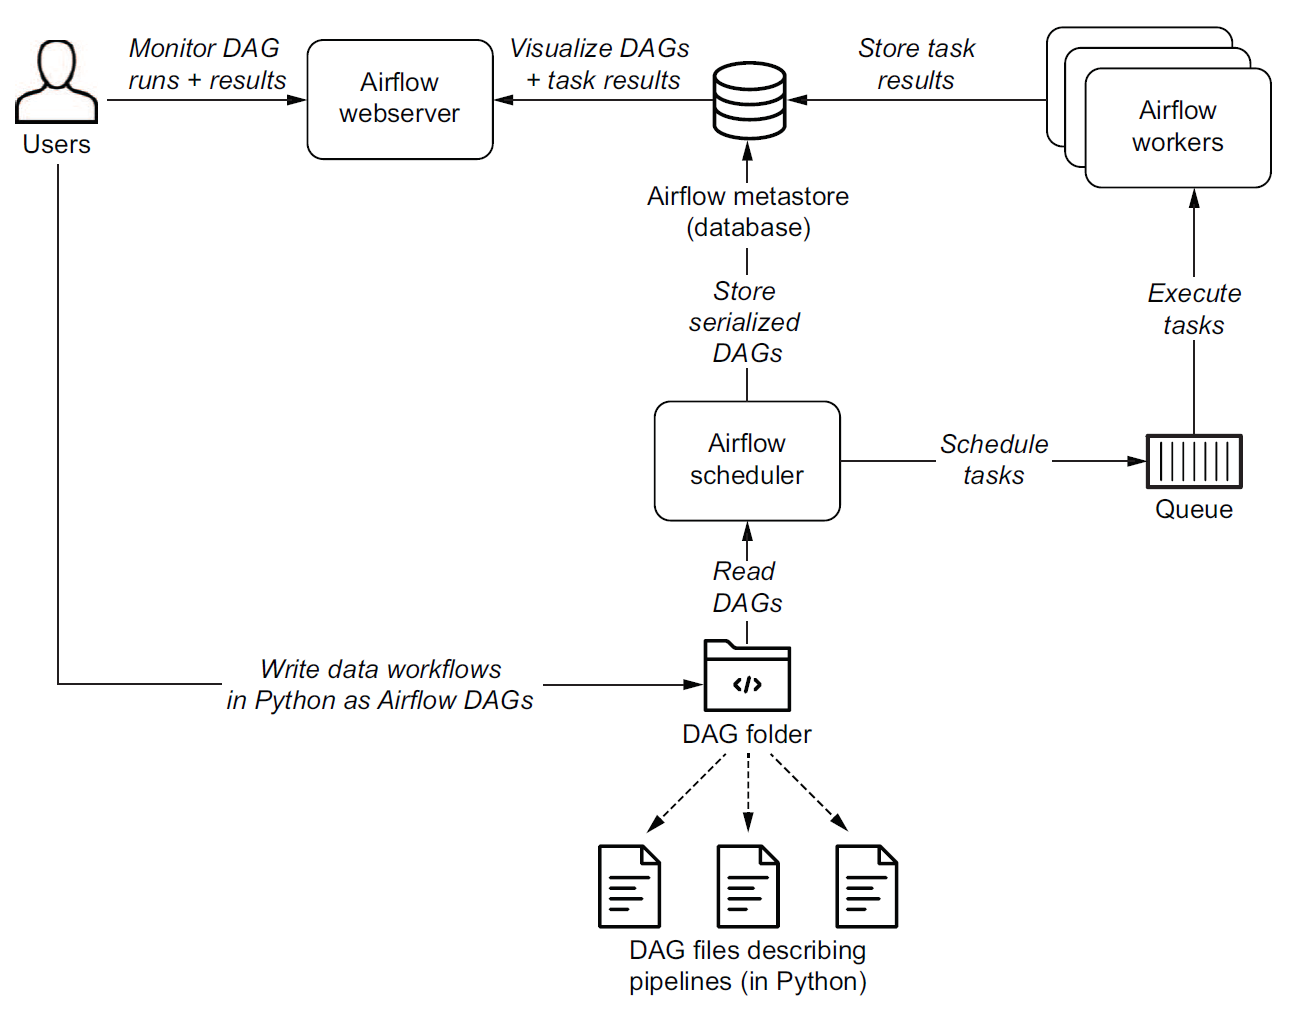 Monitor DAG
runs + results
Users
Airflow
webserver
Visualize DAGs
+ task results
Store task
results
Airflow
workers
Airflow metastore
(database)
Store
serialized
DAGs
Execute
tasks
Airflow
scheduler
Schedule
tasks
Queue
Read
DAGs
Write data workflows
in Python as Airflow DAGs
</>
DAG folder
DAG files describing
pipelines (in Python)